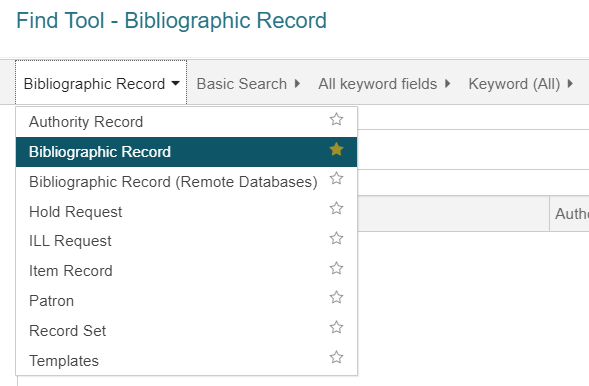 Find Tool - Bibliographic Record
Bibliographic Record Basic Search All keyword fields Keyword (All)
Authority Record
Bibliographic Record
Bibliographic Record (Remote Databases)
Hold Request
Autho
ILL Request
Item Record
Patron
Record Set
Templates